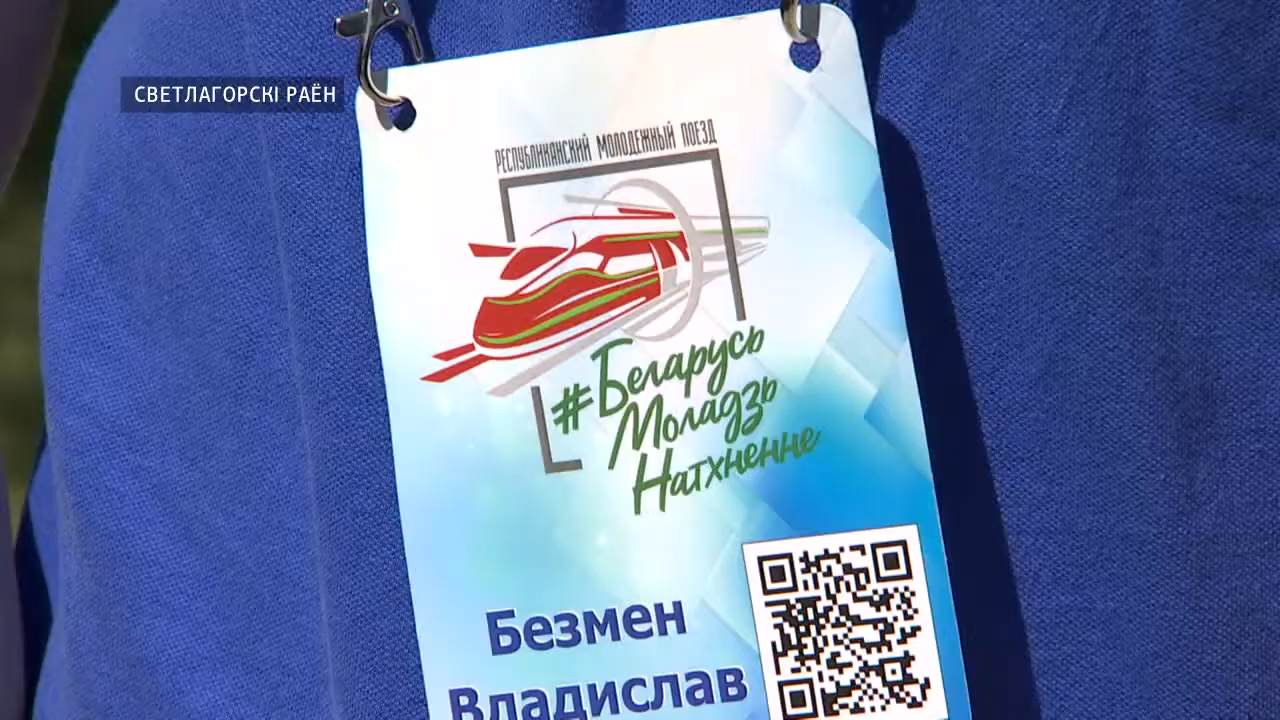 СВЕТЛАГОРСКІ РАЁН
РЕСПУБЛИКАНСКИЙ МОЛОДЕЖНЫЙ ПОЕЗД
#Беларусь
Моладзь
Натхненне
Безмен
Владислав